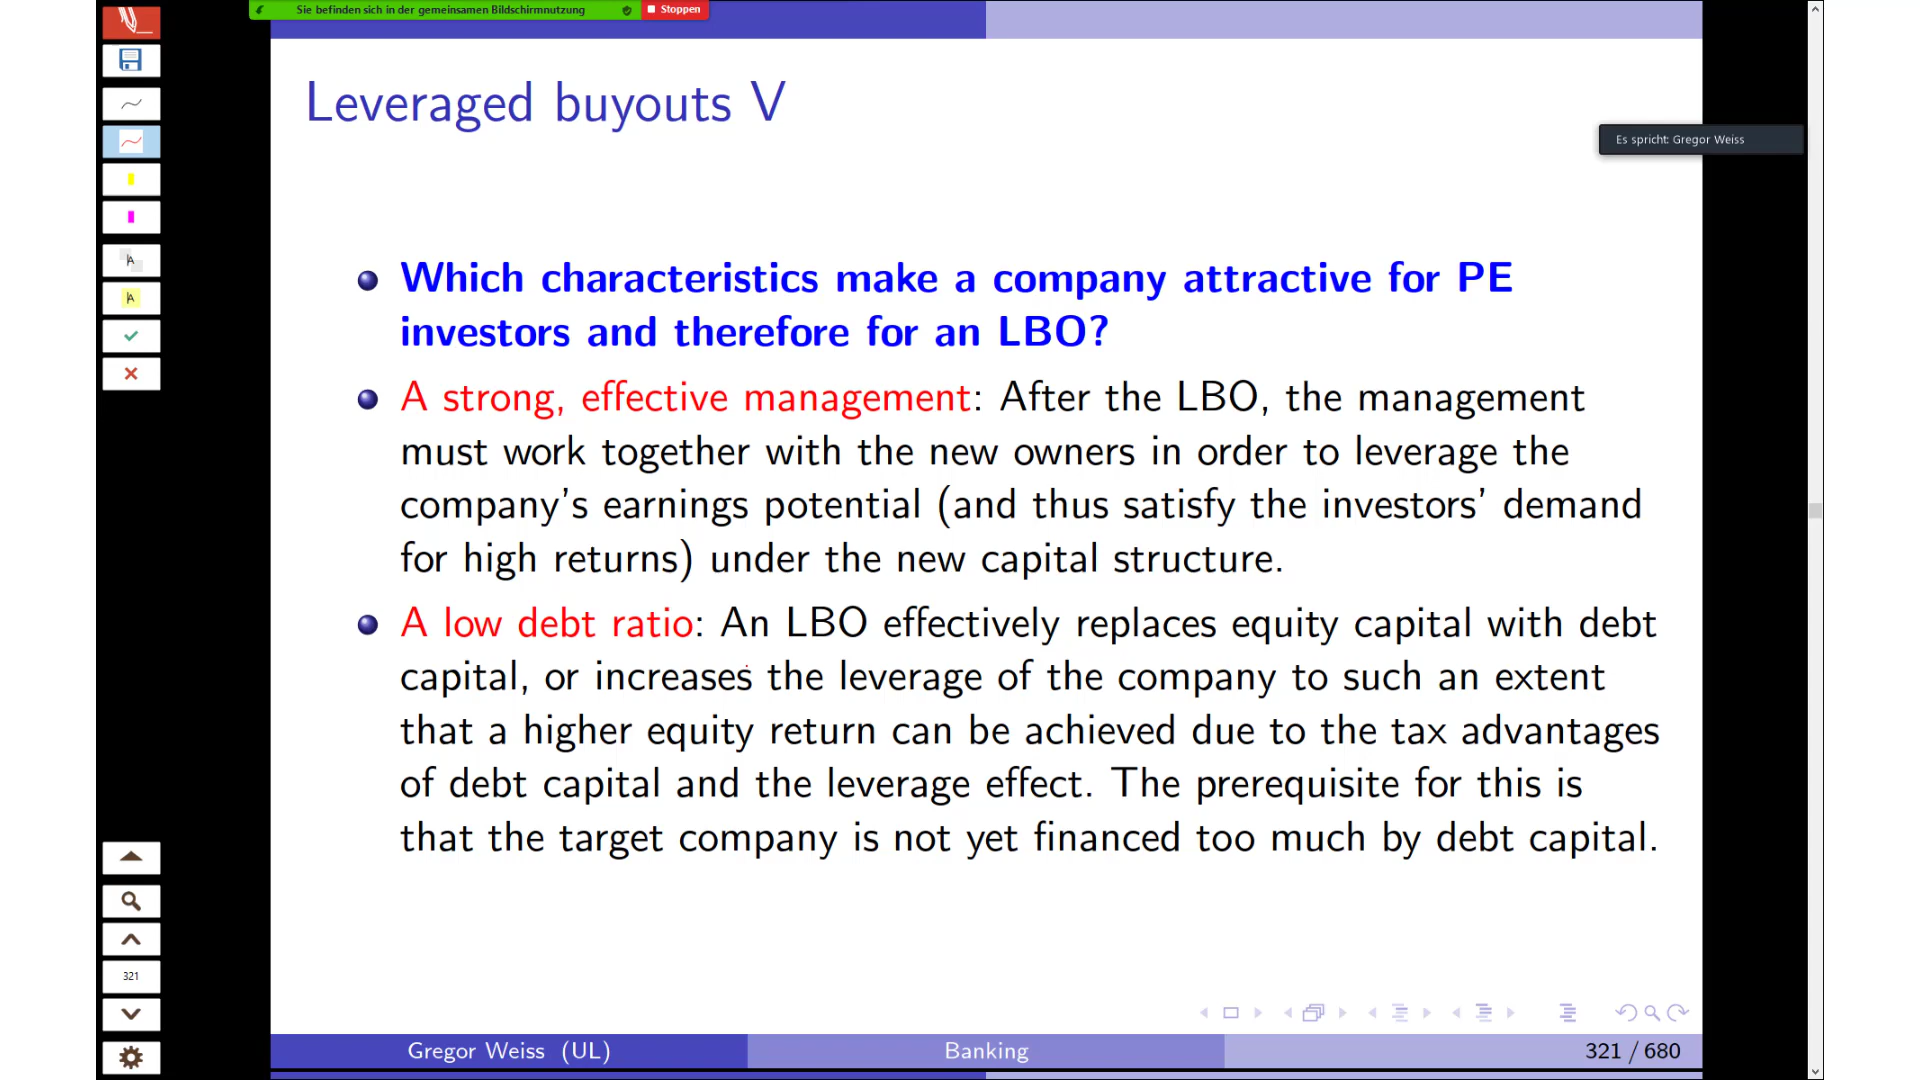 Sie befinden sich in der gemeinsamen Bildschirmnutzung
Stoppen
Leveraged buyouts V
Es spricht: Gregor Weiss
Which characteristics make a company attractive for PE
investors and therefore for an LBO?
A strong, effective management: After the LBO, the management
must work together with the new owners in order to leverage the
company's earnings potential (and thus satisfy the investors' demand
for high returns) under the new capital structure.
A low debt ratio: An LBO effectively replaces equity capital with debt
capital, or increases the leverage of the company to such an extent
that a higher equity return can be achieved due to the tax advantages
of debt capital and the leverage effect. The prerequisite for this is
that the target company is not yet financed too much by debt capital.
A
A
321
Gregor Weiss (UL)
Banking
321 / 680